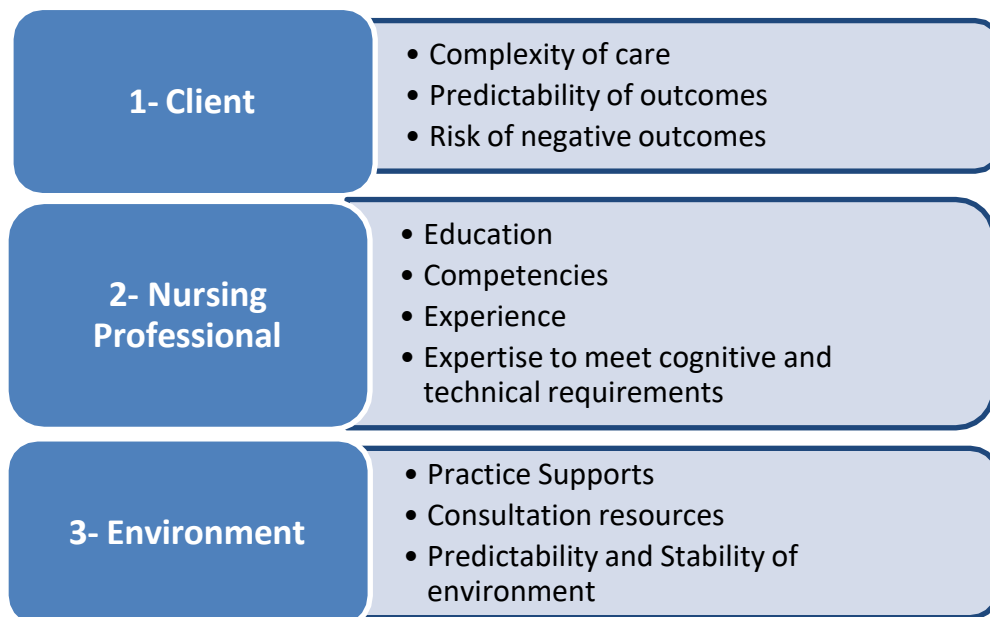 1- Client
• Complexity of care
• Predictability of outcomes
• Risk of negative outcomes
2- Nursing
Professional
• Education
• Competencies
• Experience
• Expertise to meet cognitive and
technical requirements
3- Environment
• Practice Supports
• Consultation resources
• Predictability and Stability of
environment